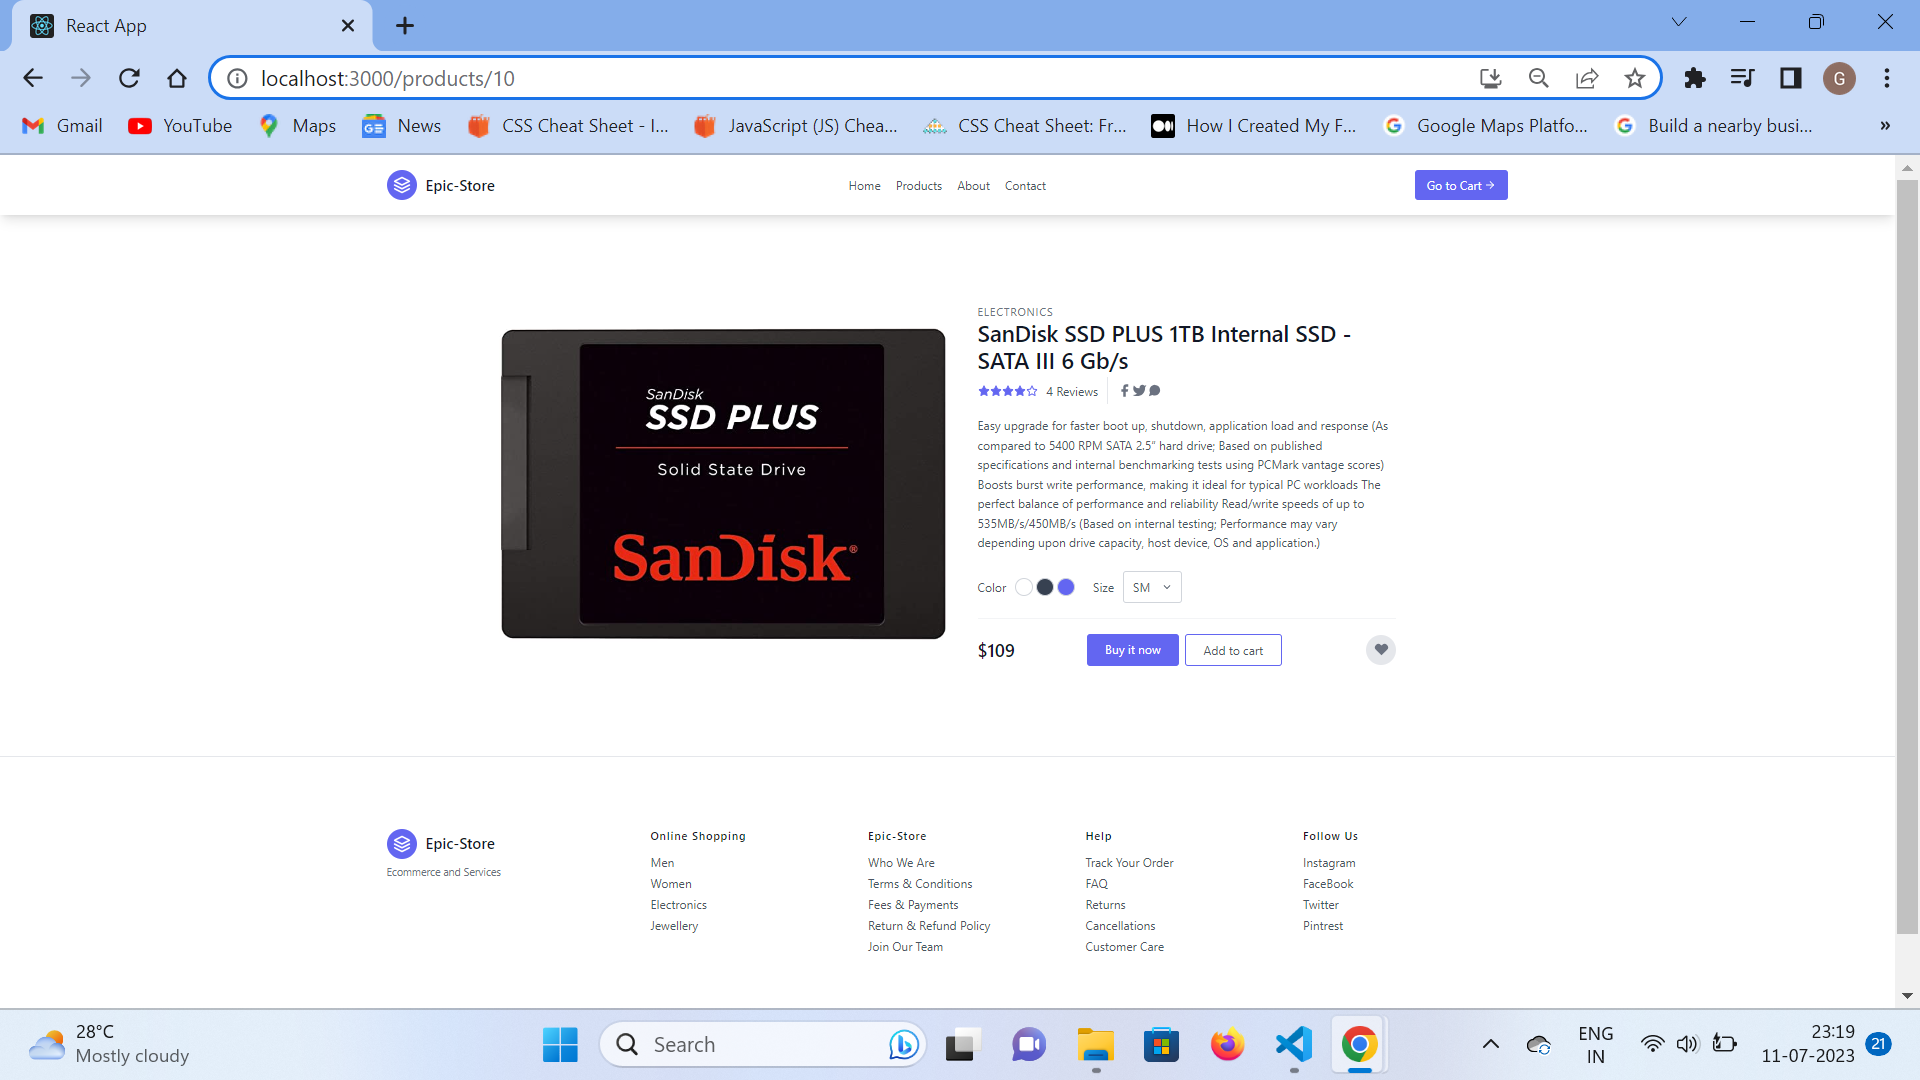 React App
localhost:3000/products/10
G
Gmail YouTube Maps News CSS Cheat Sheet - I... JavaScript (JS) Chea... CSS Cheat Sheet: Fr... How I Created My F... Google Maps Platfo... Build a nearby busi... »
Epic-Store Home Products About Contact Go to Cart →
ELECTRONICS
SanDisk SSD PLUS 1TB Internal SSD -
SATA III 6 Gb/s
4 Reviews
Easy upgrade for faster boot up, shutdown, application load and response (As
compared to 5400 RPM SATA 2.5" hard drive; Based on published
specifications and internal benchmarking tests using PCMark vantage scores)
Boosts burst write performance, making it ideal for typical PC workloads The
perfect balance of performance and reliability Read/write speeds of up to
535MB/s/450MB/s (Based on internal testing; Performance may vary
depending upon drive capacity, host device, OS and application.)
Color Size SM
$109 Buy it now Add to cart
SanDisk
SSD PLUS
Solid State Drive
SanDisk®
Epic-Store
Ecommerce and Services
Online Shopping
Men
Women
Electronics
Jewellery
Epic-Store
Who We Are
Terms & Conditions
Fees & Payments
Return & Refund Policy
Join Our Team
Help
Track Your Order
FAQ
Returns
Cancellations
Customer Care
Follow Us
Instagram
FaceBook
Twitter
Pintrest
28°C
Mostly cloudy
Search
ENG
IN
23:19
11-07-2023
21